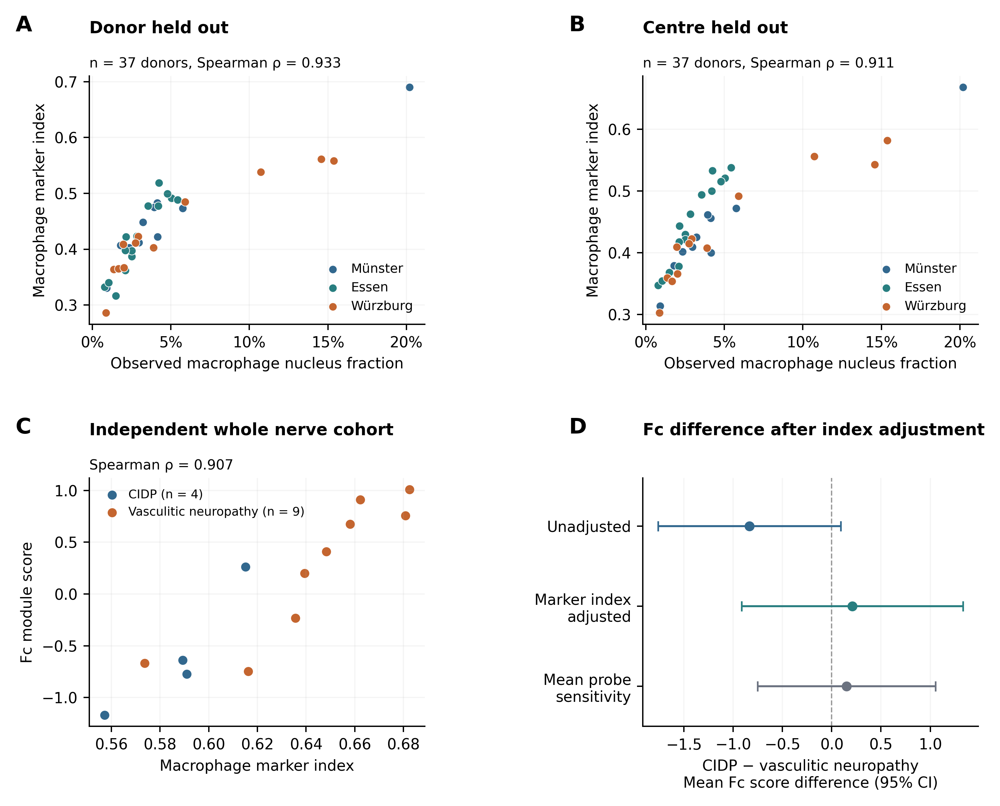 A
Donor held out
n = 37 donors, Spearman ρ = 0.933
Macrophage marker index
0.7
0.6
0.5
0.4
0.3
Münster
Essen
Würzburg
0%
5%
10%
15%
20%
Observed macrophage nucleus fraction
B
Centre held out
n = 37 donors, Spearman ρ = 0.911
Macrophage marker index
0.6
0.5
0.4
0.3
Münster
Essen
Würzburg
0%
5%
10%
15%
20%
Observed macrophage nucleus fraction
C
Independent whole nerve cohort
Spearman ρ = 0.907
Fc module score
1.0
0.5
0.0
−0.5
−1.0
CIDP (n = 4)
Vasculitic neuropathy (n = 9)
0.56
0.58
0.60
0.62
0.64
0.66
0.68
Macrophage marker index
D
Fc difference after index adjustment
Unadjusted
Marker index
adjusted
Mean probe
sensitivity
−1.5
−1.0
−0.5
0.0
0.5
1.0
CIDP − vasculitic neuropathy
Mean Fc score difference (95% CI)